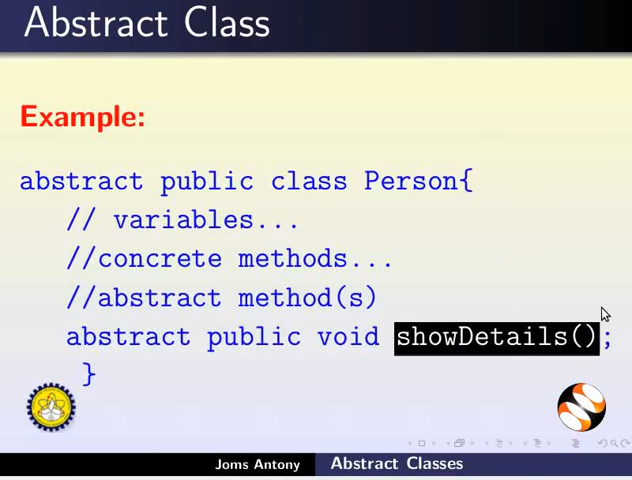 Abstract Class
Example:
abstract public class Person{
// variables...
//concrete methods...
//abstract method(s)
abstract public void showDetails();
}
Joms Antony Abstract Classes